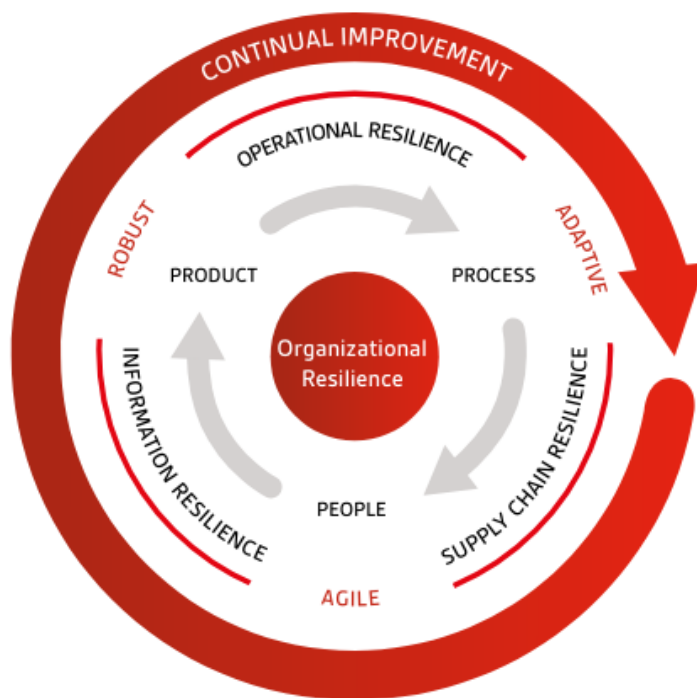 CONTINUAL IMPROVEMENT
OPERATIONAL RESILIENCE
ROBUST
ADAPTIVE
PRODUCT
PROCESS
Organizational
Resilience
INFORMATION RESILIENCE
SUPPLY CHAIN RESILIENCE
PEOPLE
AGILE